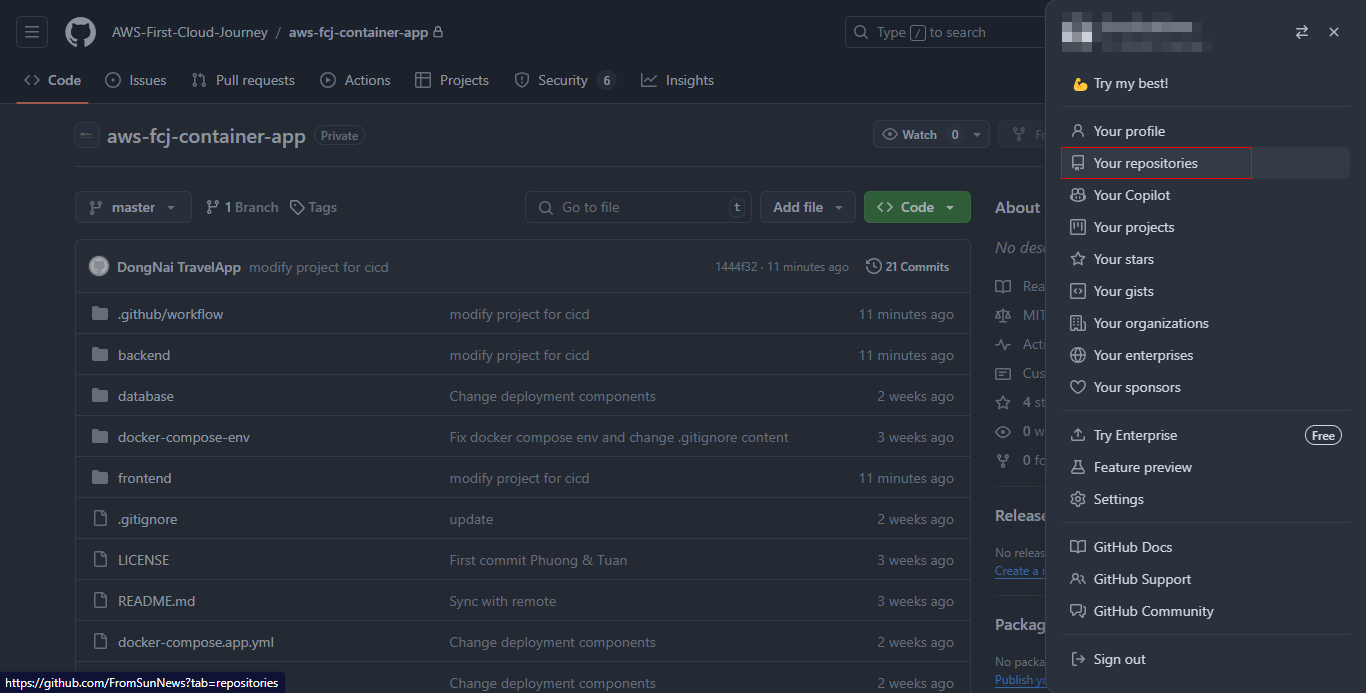 AWS-First-Cloud-Journey / aws-fcj-container-app
Type / to search
Code
Issues
Pull requests
Actions
Projects
Security 6
Insights
aws-fcj-container-app Private
Watch 0
master
1 Branch
Tags
Go to file t
Add file
Code
DongNai TravelApp modify project for cicd 1444f32 · 11 minutes ago 21 Commits
.github/workflow modify project for cicd 11 minutes ago
backend modify project for cicd 11 minutes ago
database Change deployment components 2 weeks ago
docker-compose-env Fix docker compose env and change .gitignore content 3 weeks ago
frontend modify project for cicd 11 minutes ago
.gitignore update 2 weeks ago
LICENSE First commit Phuong & Tuan 3 weeks ago
README.md Sync with remote 3 weeks ago
docker-compose.app.yml Change deployment components 2 weeks ago
Change deployment components 2 weeks ago
https://github.com/FromSunNews?tab=repositories
About
No
Rea
MIT
Acti
Cus
4
0
0
Release
No releas
Create a
Packag
No packa
Publish
Try my best!
Your profile
Your repositories
Your Copilot
Your projects
Your stars
Your gists
Your organizations
Your enterprises
Your sponsors
Try Enterprise Free
Feature preview
Settings
GitHub Docs
GitHub Support
GitHub Community
Sign out